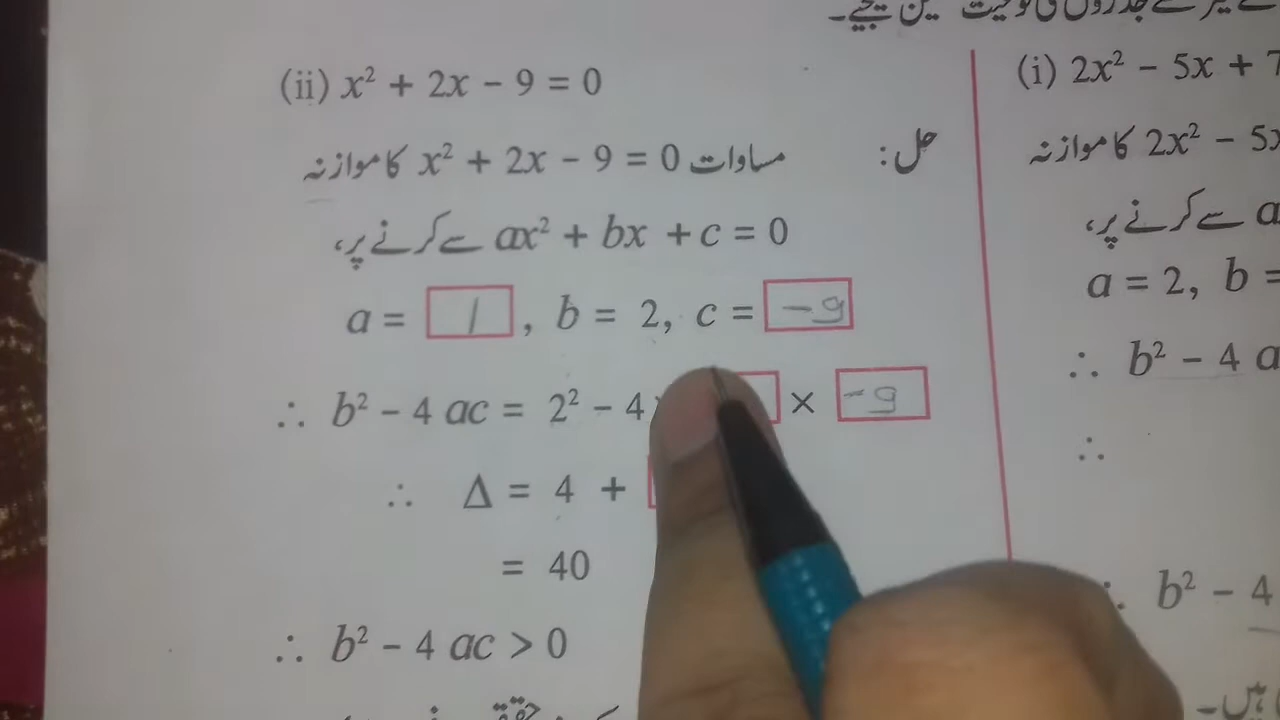 (ii) x² + 2x − 9 = 0
حل: مساوات x² + 2x − 9 = 0 کا موازنہ
ax² + bx + c = 0 سے کرنے پر،
a = 1 , b = 2, c = −9
∴ b² − 4 ac = 2² − 4 × −9
∴ Δ = 4 +
= 40
∴ b² − 4 ac > 0
(i) 2x² − 5x + 7
2x² − 5x کا موازنہ
a سے کرنے پر،
a = 2, b =
∴ b² − 4 a
∴
∴ b² − 4